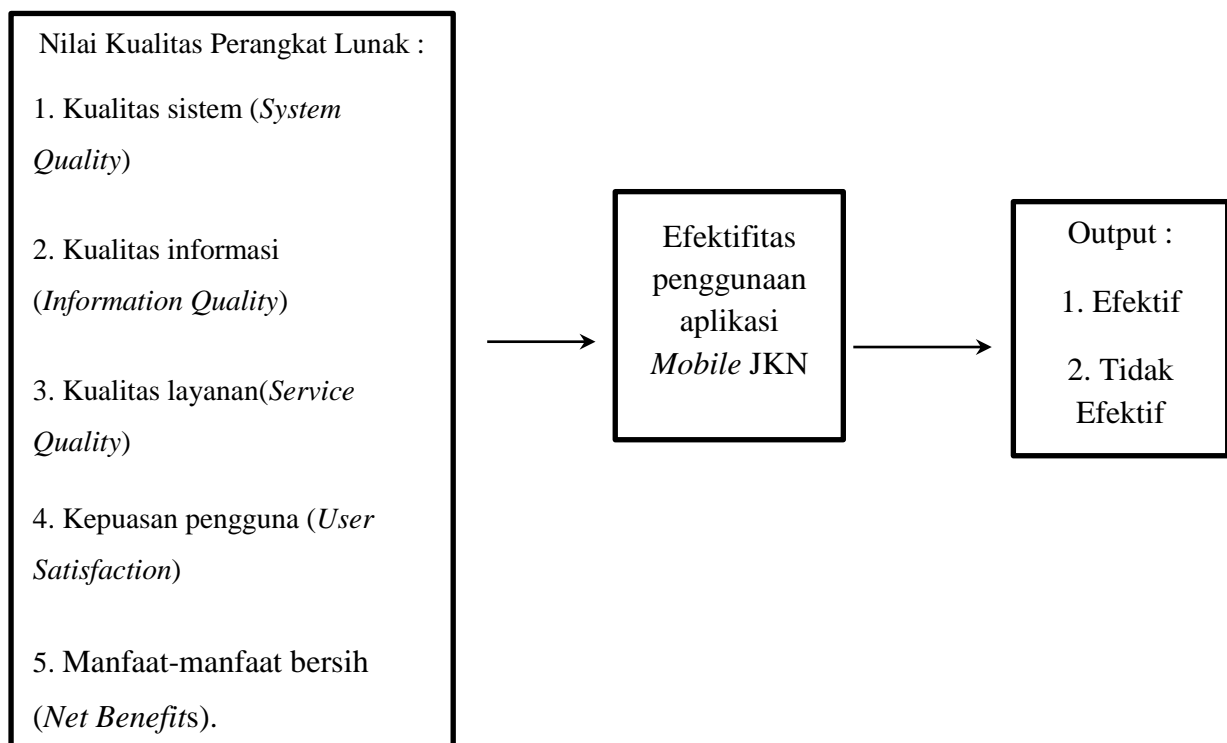 Nilai Kualitas Perangkat Lunak :
1. Kualitas sistem (System
Quality)
2. Kualitas informasi
(Information Quality)
3. Kualitas layanan(Service
Quality)
4. Kepuasan pengguna (User
Satisfaction)
5. Manfaat-manfaat bersih
(Net Benefits).
Efektifitas
penggunaan
aplikasi
Mobile JKN
Output :
1. Efektif
2. Tidak
Efektif